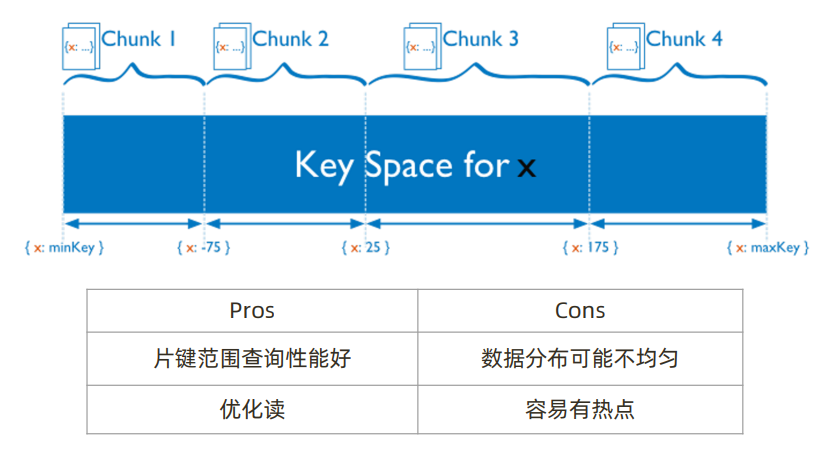 {x: ...} Chunk 1 {x: ...} Chunk 2 {x: ...} Chunk 3 {x: ...} Chunk 4
Key Space for x
{ x: minKey } { x: -75 } { x: 25 } { x: 175 } { x: maxKey }
Pros Cons
片键范围查询性能好 数据分布可能不均匀
优化读 容易有热点